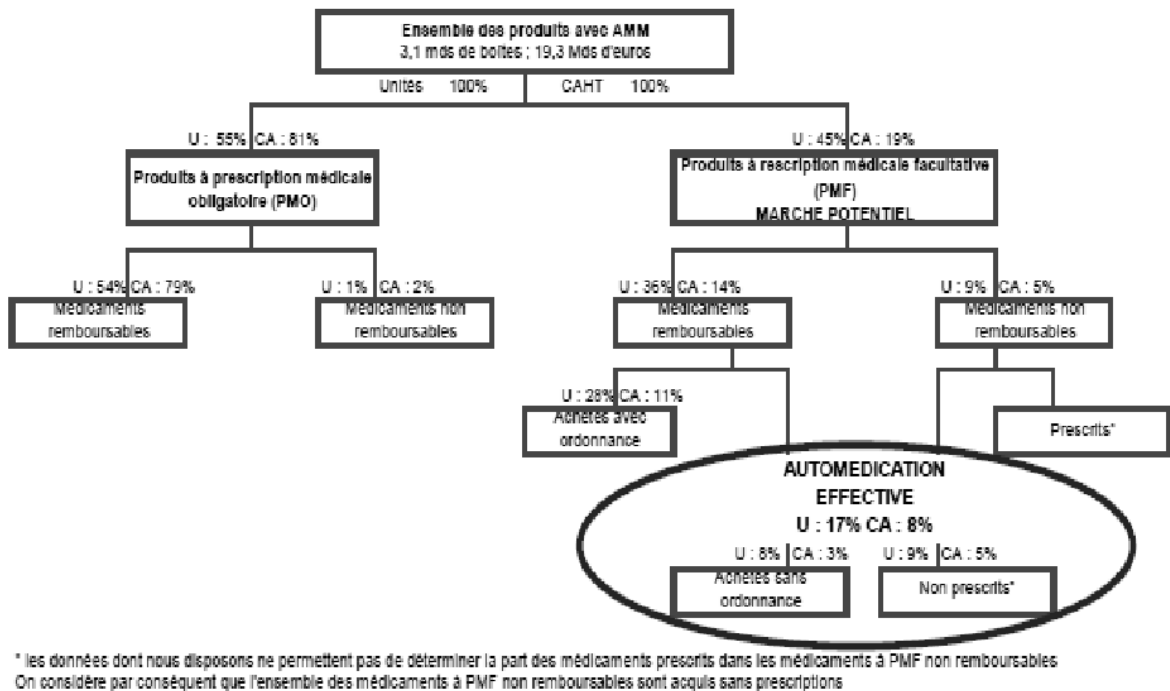 Ensemble des produits avec AMM
3,1 mds de boîtes ; 19,3 Mds d'euros
Unités 100% CAHT 100%
U : 55% CA : 81%
U : 45% CA : 19%
Produits à prescription médicale
obligatoire (PMO)
Produits à rescription médicale facultative
(PMF)
MARCHE POTENTIEL
U : 54% CA : 79%
U : 1% CA : 2%
U : 36% CA : 14%
U : 9% CA : 5%
Médicaments
remboursables
Médicaments non
remboursables
Médicaments
remboursables
Médicaments non
remboursables
U : 28% CA : 11%
Achetés avec
ordonnance
Prescrits*
AUTOMEDICATION
EFFECTIVE
U : 17% CA : 8%
U : 8% CA : 3%
U : 9% CA : 5%
Achetés sans
ordonnance
Non prescrits*
* les données dont nous disposons ne permettent pas de déterminer la part des médicaments prescrits dans les médicaments à PMF non remboursables
On considère par conséquent que l'ensemble des médicaments à PMF non remboursables sont acquis sans prescriptions